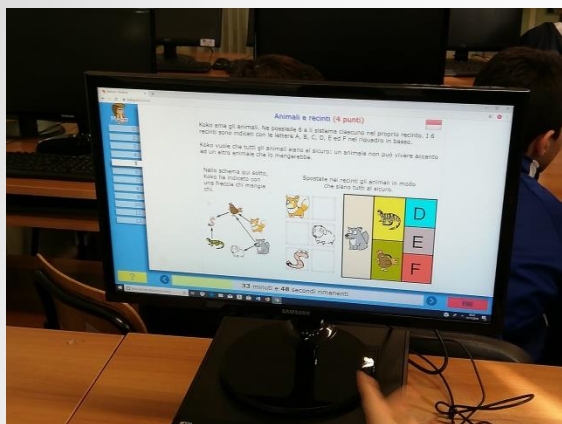 Animali e recinti (4 punti)
Koko ama gli animali. Ne possiede 6 e li sistema ciascuno nel proprio recinto. I 6
recinti sono indicati con le lettere A, B, C, D, E ed F nel riquadro in basso.
Koko vuole che tutti gli animali siano al sicuro: un animale non può vivere accanto
ad un altro animale che lo mangerebbe.
Nello schema qui sotto,
Koko ha indicato con
una freccia chi mangia
chi.
Spostate nei recinti gli animali in modo
che siano tutti al sicuro.
D
E
F
?
33 minuti e 48 secondi rimanenti
SAMSUNG